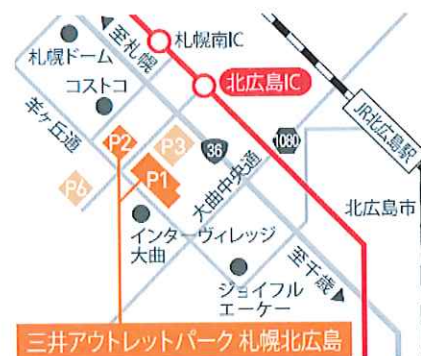 ▲至札幌
札幌南IC
札幌ドーム
コストコ
北広島IC
羊ヶ丘通
P2
P3
36
1080
JR北広島駅
P1
P6
大曲中央通
北広島市
インターヴィレッジ
大曲
至千歳▼
ジョイフル
エーケー
三井アウトレットパーク 札幌北広島